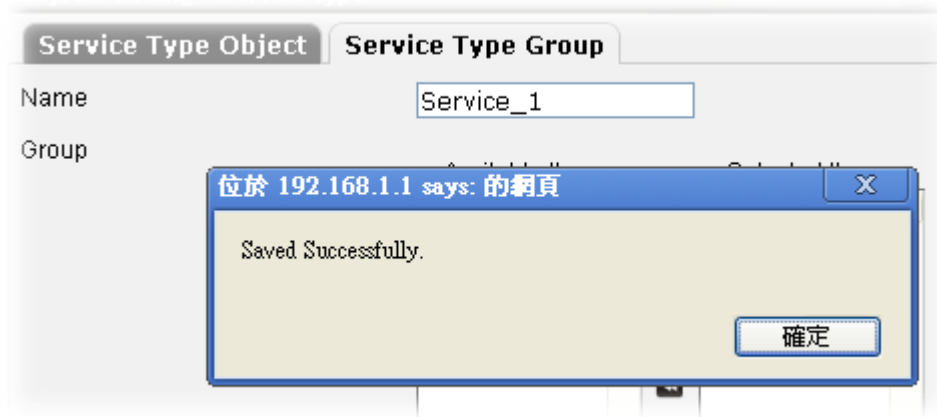 Service Type Object
Service Type Group
Name
Service_1
Group
位於 192.168.1.1 says: 的網頁
Saved Successfully.
確定